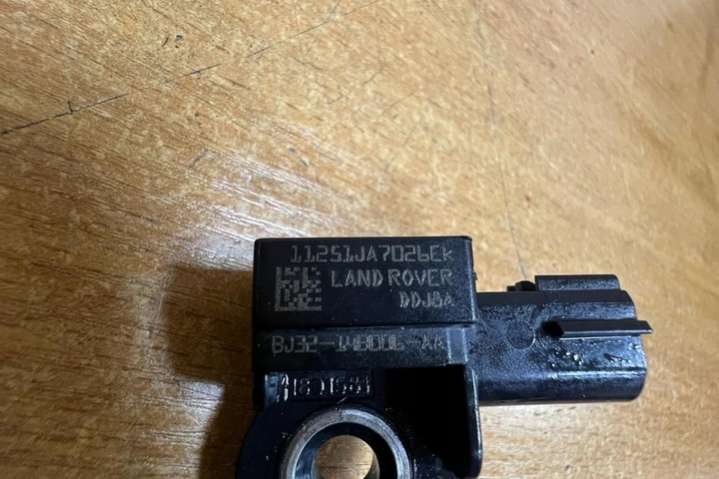 11251JA7026EK
LAND ROVER
DDJ8A
BJ32-14B006-AA